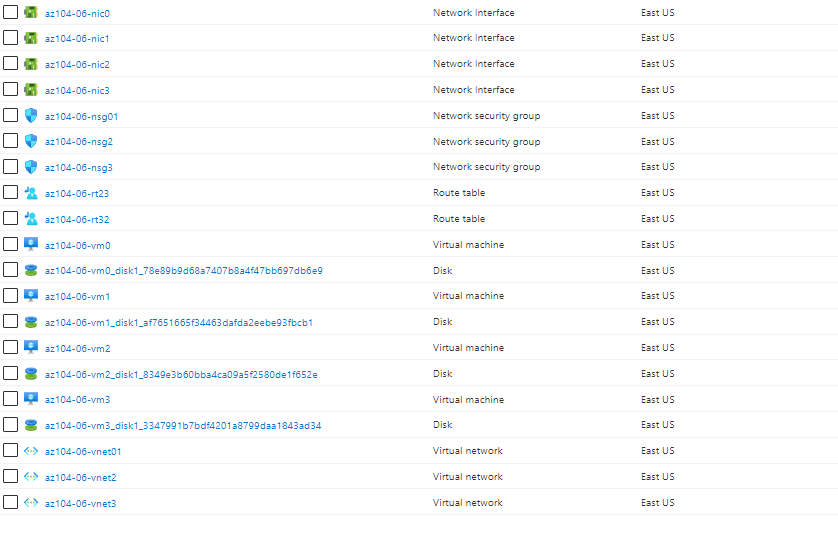 az104-06-nic0 Network Interface East US
az104-06-nic1 Network Interface East US
az104-06-nic2 Network Interface East US
az104-06-nic3 Network Interface East US
az104-06-nsg01 Network security group East US
az104-06-nsg2 Network security group East US
az104-06-nsg3 Network security group East US
az104-06-rt23 Route table East US
az104-06-rt32 Route table East US
az104-06-vm0 Virtual machine East US
az104-06-vm0_disk1_78e89b9d68a7407b8a4f47bb697db6e9 Disk East US
az104-06-vm1 Virtual machine East US
az104-06-vm1_disk1_af7651665f34463dafda2eebe93fbcb1 Disk East US
az104-06-vm2 Virtual machine East US
az104-06-vm2_disk1_8349e3b60bba4ca09a5f2580de1f652e Disk East US
az104-06-vm3 Virtual machine East US
az104-06-vm3_disk1_3347991b7bdf4201a8799daa1843ad34 Disk East US
az104-06-vnet01 Virtual network East US
az104-06-vnet2 Virtual network East US
az104-06-vnet3 Virtual network East US